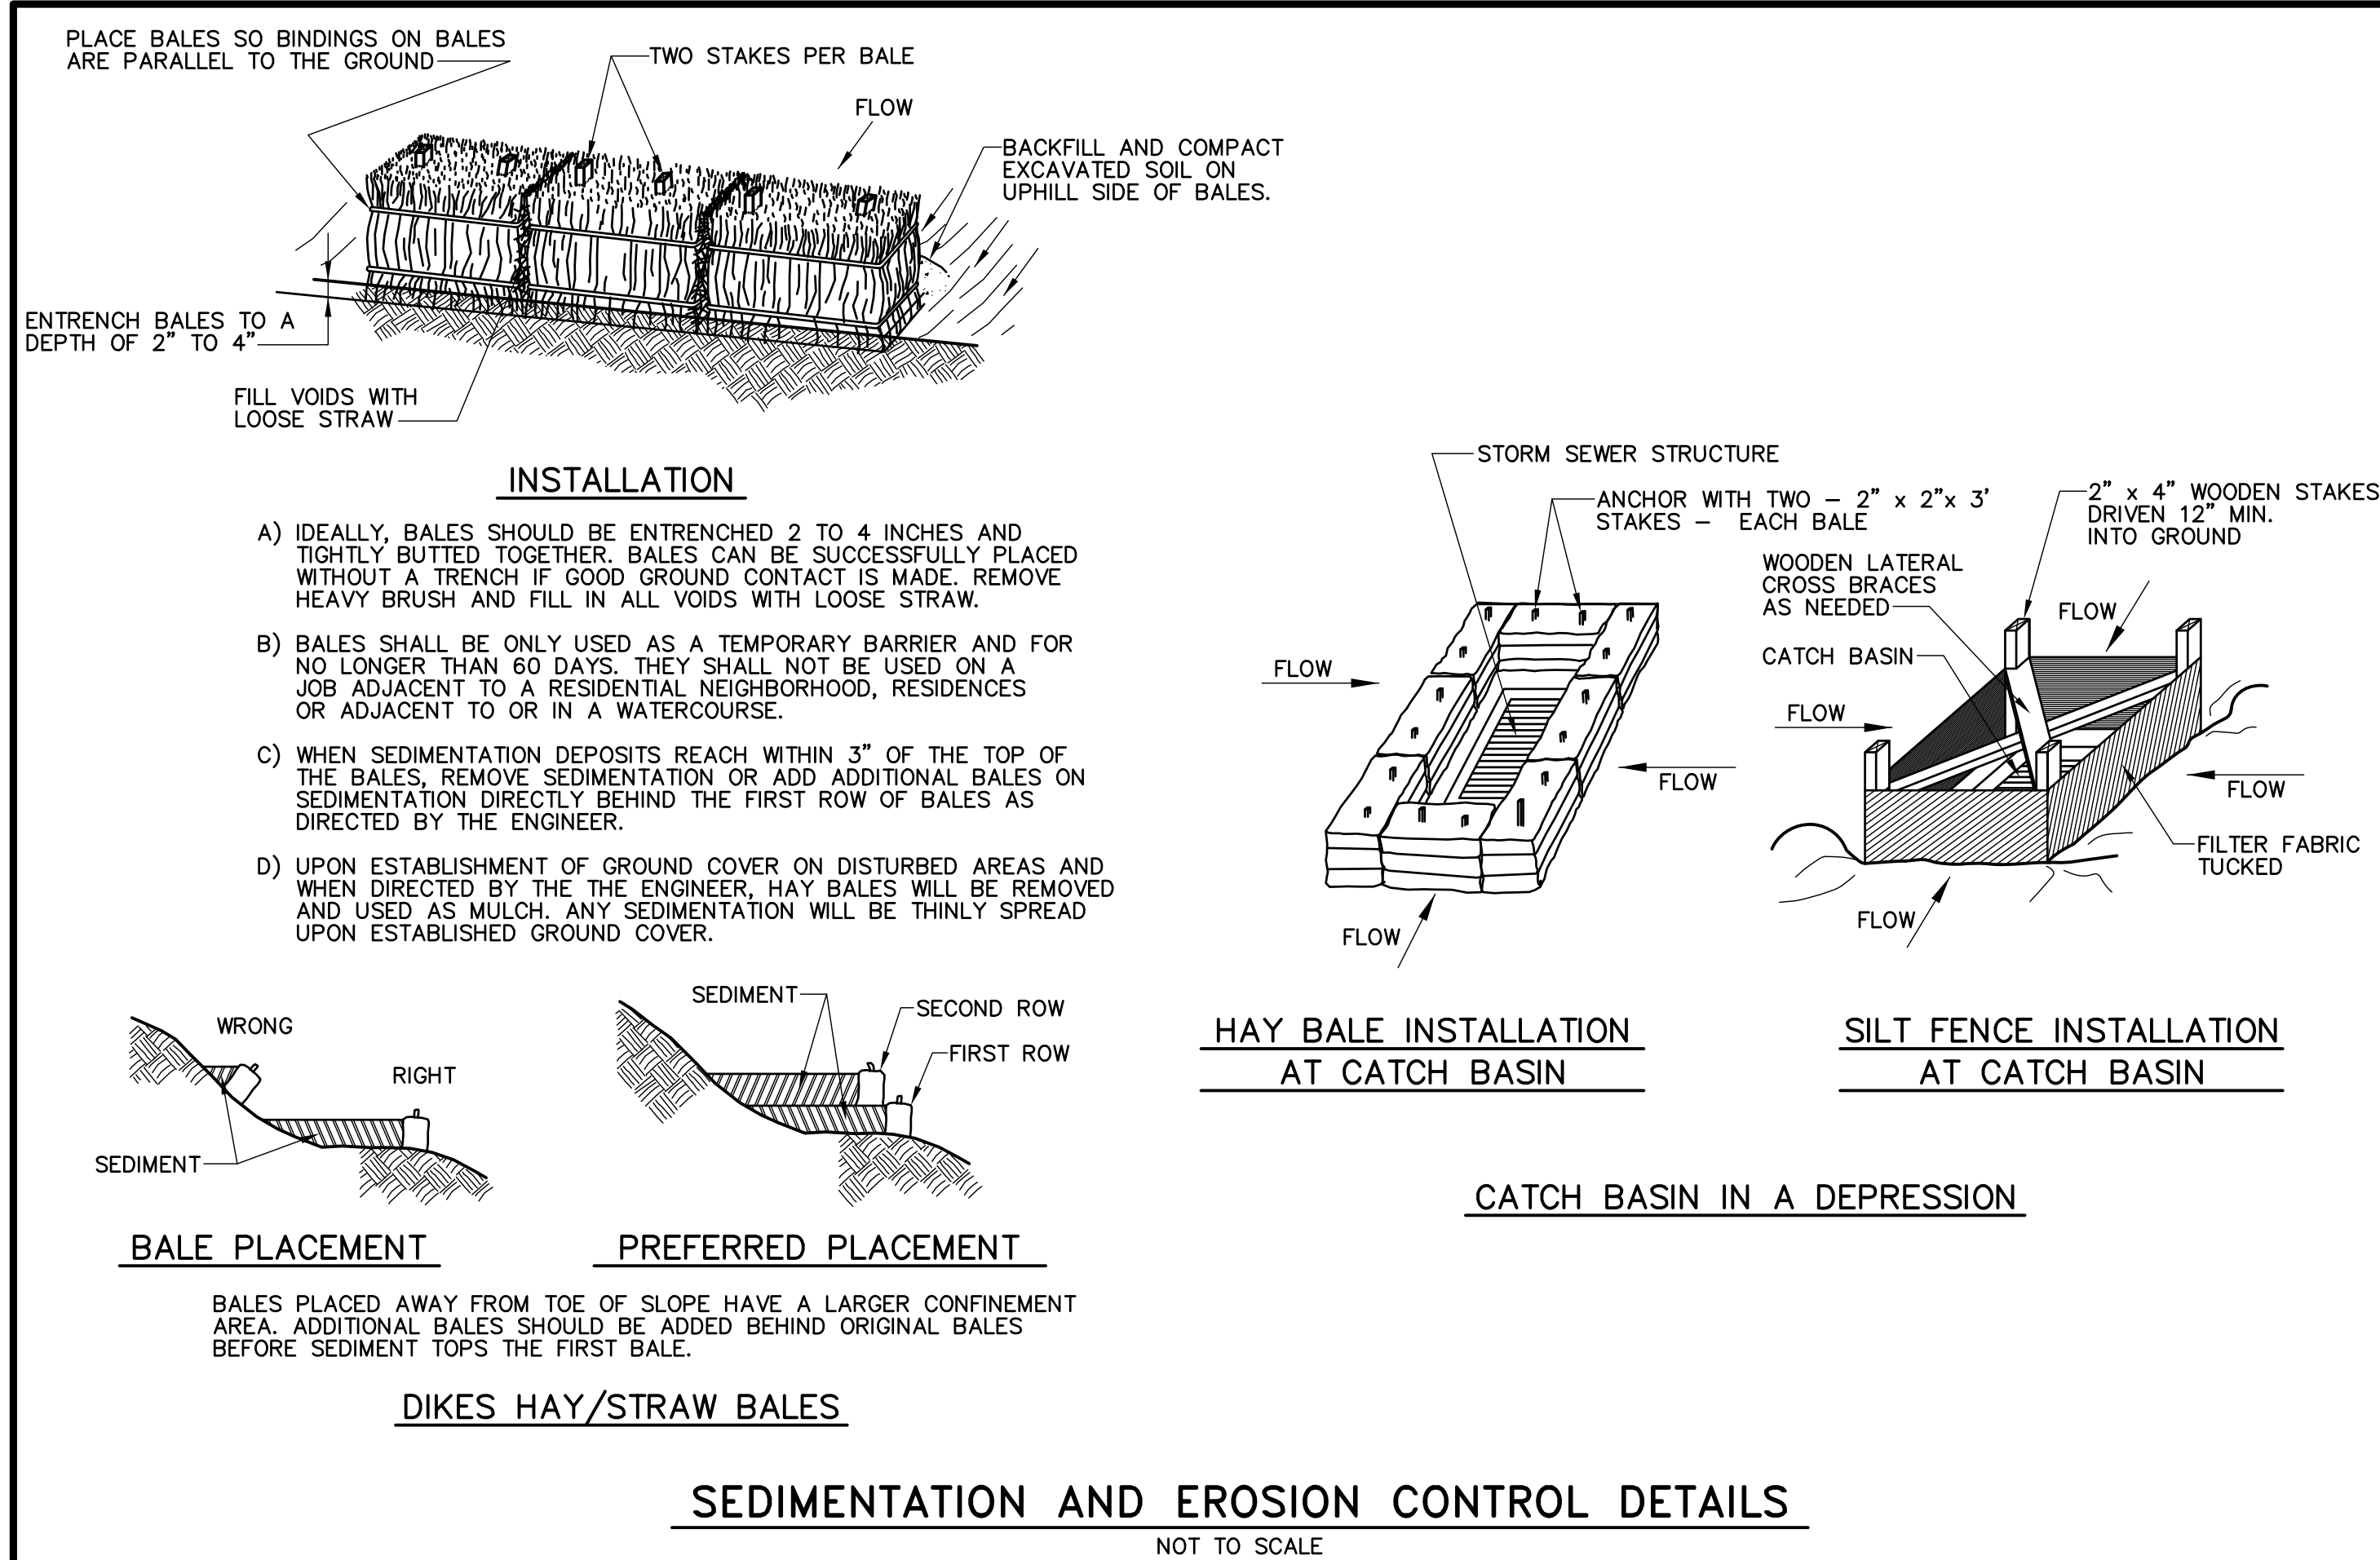 PLACE BALES SO BINDINGS ON BALES
ARE PARALLEL TO THE GROUND
TWO STAKES PER BALE
FLOW
BACKFILL AND COMPACT
EXCAVATED SOIL ON
UPHILL SIDE OF BALES.
ENTRENCH BALES TO A
DEPTH OF 2" TO 4"
FILL VOIDS WITH
LOOSE STRAW
INSTALLATION
A) IDEALLY, BALES SHOULD BE ENTRENCHED 2 TO 4 INCHES AND
TIGHTLY BUTTED TOGETHER. BALES CAN BE SUCCESSFULLY PLACED
WITHOUT A TRENCH IF GOOD GROUND CONTACT IS MADE. REMOVE
HEAVY BRUSH AND FILL IN ALL VOIDS WITH LOOSE STRAW.
B) BALES SHALL BE ONLY USED AS A TEMPORARY BARRIER AND FOR
NO LONGER THAN 60 DAYS. THEY SHALL NOT BE USED ON A
JOB ADJACENT TO A RESIDENTIAL NEIGHBORHOOD, RESIDENCES
OR ADJACENT TO OR IN A WATERCOURSE.
C) WHEN SEDIMENTATION DEPOSITS REACH WITHIN 3" OF THE TOP OF
THE BALES, REMOVE SEDIMENTATION OR ADD ADDITIONAL BALES ON
SEDIMENTATION DIRECTLY BEHIND THE FIRST ROW OF BALES AS
DIRECTED BY THE ENGINEER.
D) UPON ESTABLISHMENT OF GROUND COVER ON DISTURBED AREAS AND
WHEN DIRECTED BY THE THE ENGINEER, HAY BALES WILL BE REMOVED
AND USED AS MULCH. ANY SEDIMENTATION WILL BE THINLY SPREAD
UPON ESTABLISHED GROUND COVER.
WRONG
RIGHT
SEDIMENT
BALE PLACEMENT
SEDIMENT
SECOND ROW
FIRST ROW
PREFERRED PLACEMENT
BALES PLACED AWAY FROM TOE OF SLOPE HAVE A LARGER CONFINEMENT
AREA. ADDITIONAL BALES SHOULD BE ADDED BEHIND ORIGINAL BALES
BEFORE SEDIMENT TOPS THE FIRST BALE.
DIKES HAY/STRAW BALES
STORM SEWER STRUCTURE
ANCHOR WITH TWO – 2" x 2"x 3'
STAKES – EACH BALE
FLOW
FLOW
FLOW
HAY BALE INSTALLATION
AT CATCH BASIN
2" x 4" WOODEN STAKES
DRIVEN 12" MIN.
INTO GROUND
WOODEN LATERAL
CROSS BRACES
AS NEEDED
FLOW
CATCH BASIN
FLOW
FLOW
FILTER FABRIC
TUCKED
FLOW
SILT FENCE INSTALLATION
AT CATCH BASIN
CATCH BASIN IN A DEPRESSION
SEDIMENTATION AND EROSION CONTROL DETAILS
NOT TO SCALE